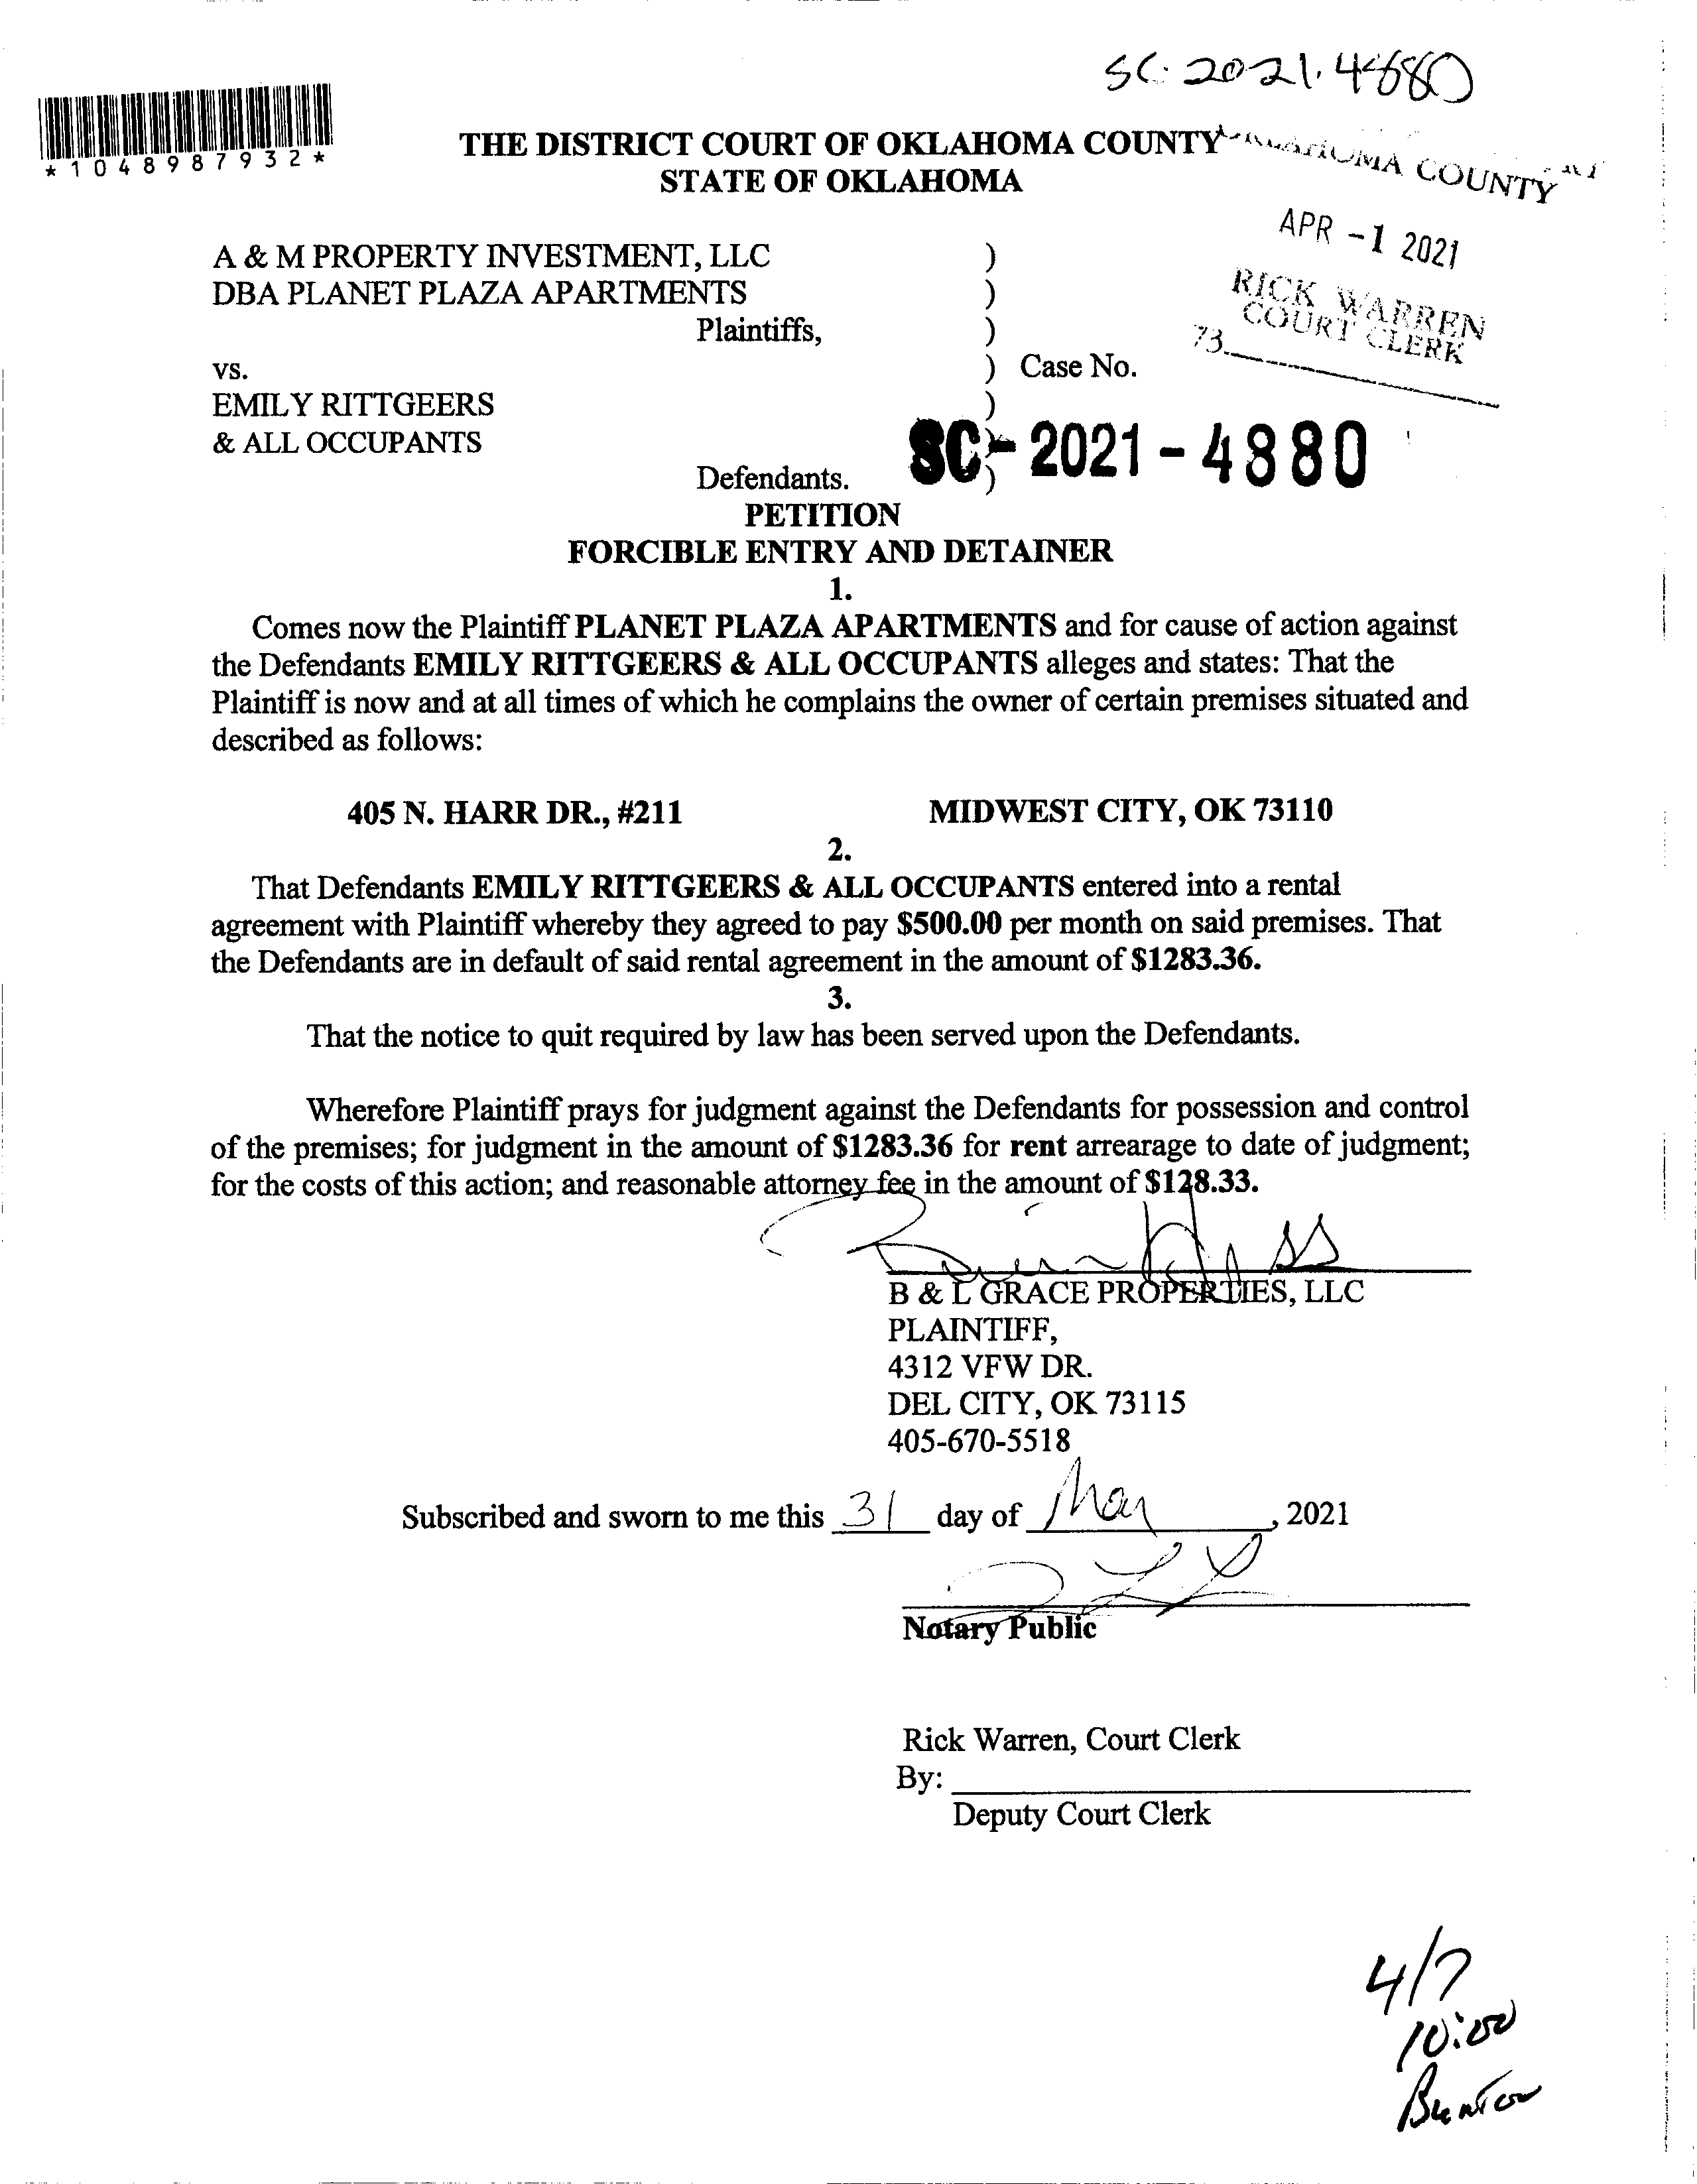 SC-2021-4880
*1048987932*
THE DISTRICT COURT OF OKLAHOMA COUNTY
STATE OF OKLAHOMA
OKLAHOMA COUNTY
APR -1 2021
RICK WARREN
COURT CLERK
73
A & M PROPERTY INVESTMENT, LLC )
DBA PLANET PLAZA APARTMENTS )
Plaintiffs, )
vs. ) Case No.
EMILY RITTGEERS )
& ALL OCCUPANTS )
SC-2021-4880
Defendants. )
PETITION
FORCIBLE ENTRY AND DETAINER
1.
Comes now the Plaintiff PLANET PLAZA APARTMENTS and for cause of action against
the Defendants EMILY RITTGEERS & ALL OCCUPANTS alleges and states: That the
Plaintiff is now and at all times of which he complains the owner of certain premises situated and
described as follows:
405 N. HARR DR., #211 MIDWEST CITY, OK 73110
2.
That Defendants EMILY RITTGEERS & ALL OCCUPANTS entered into a rental
agreement with Plaintiff whereby they agreed to pay $500.00 per month on said premises. That
the Defendants are in default of said rental agreement in the amount of $1283.36.
3.
That the notice to quit required by law has been served upon the Defendants.
Wherefore Plaintiff prays for judgment against the Defendants for possession and control
of the premises; for judgment in the amount of $1283.36 for rent arrearage to date of judgment;
for the costs of this action; and reasonable attorney fee in the amount of $128.33.
B & L GRACE PROPERTIES, LLC
PLAINTIFF,
4312 VFW DR.
DEL CITY, OK 73115
405-670-5518
Subscribed and sworn to me this 31 day of Mar, 2021
Notary Public
Rick Warren, Court Clerk
By:
Deputy Court Clerk
4/7
10:00
Bunton